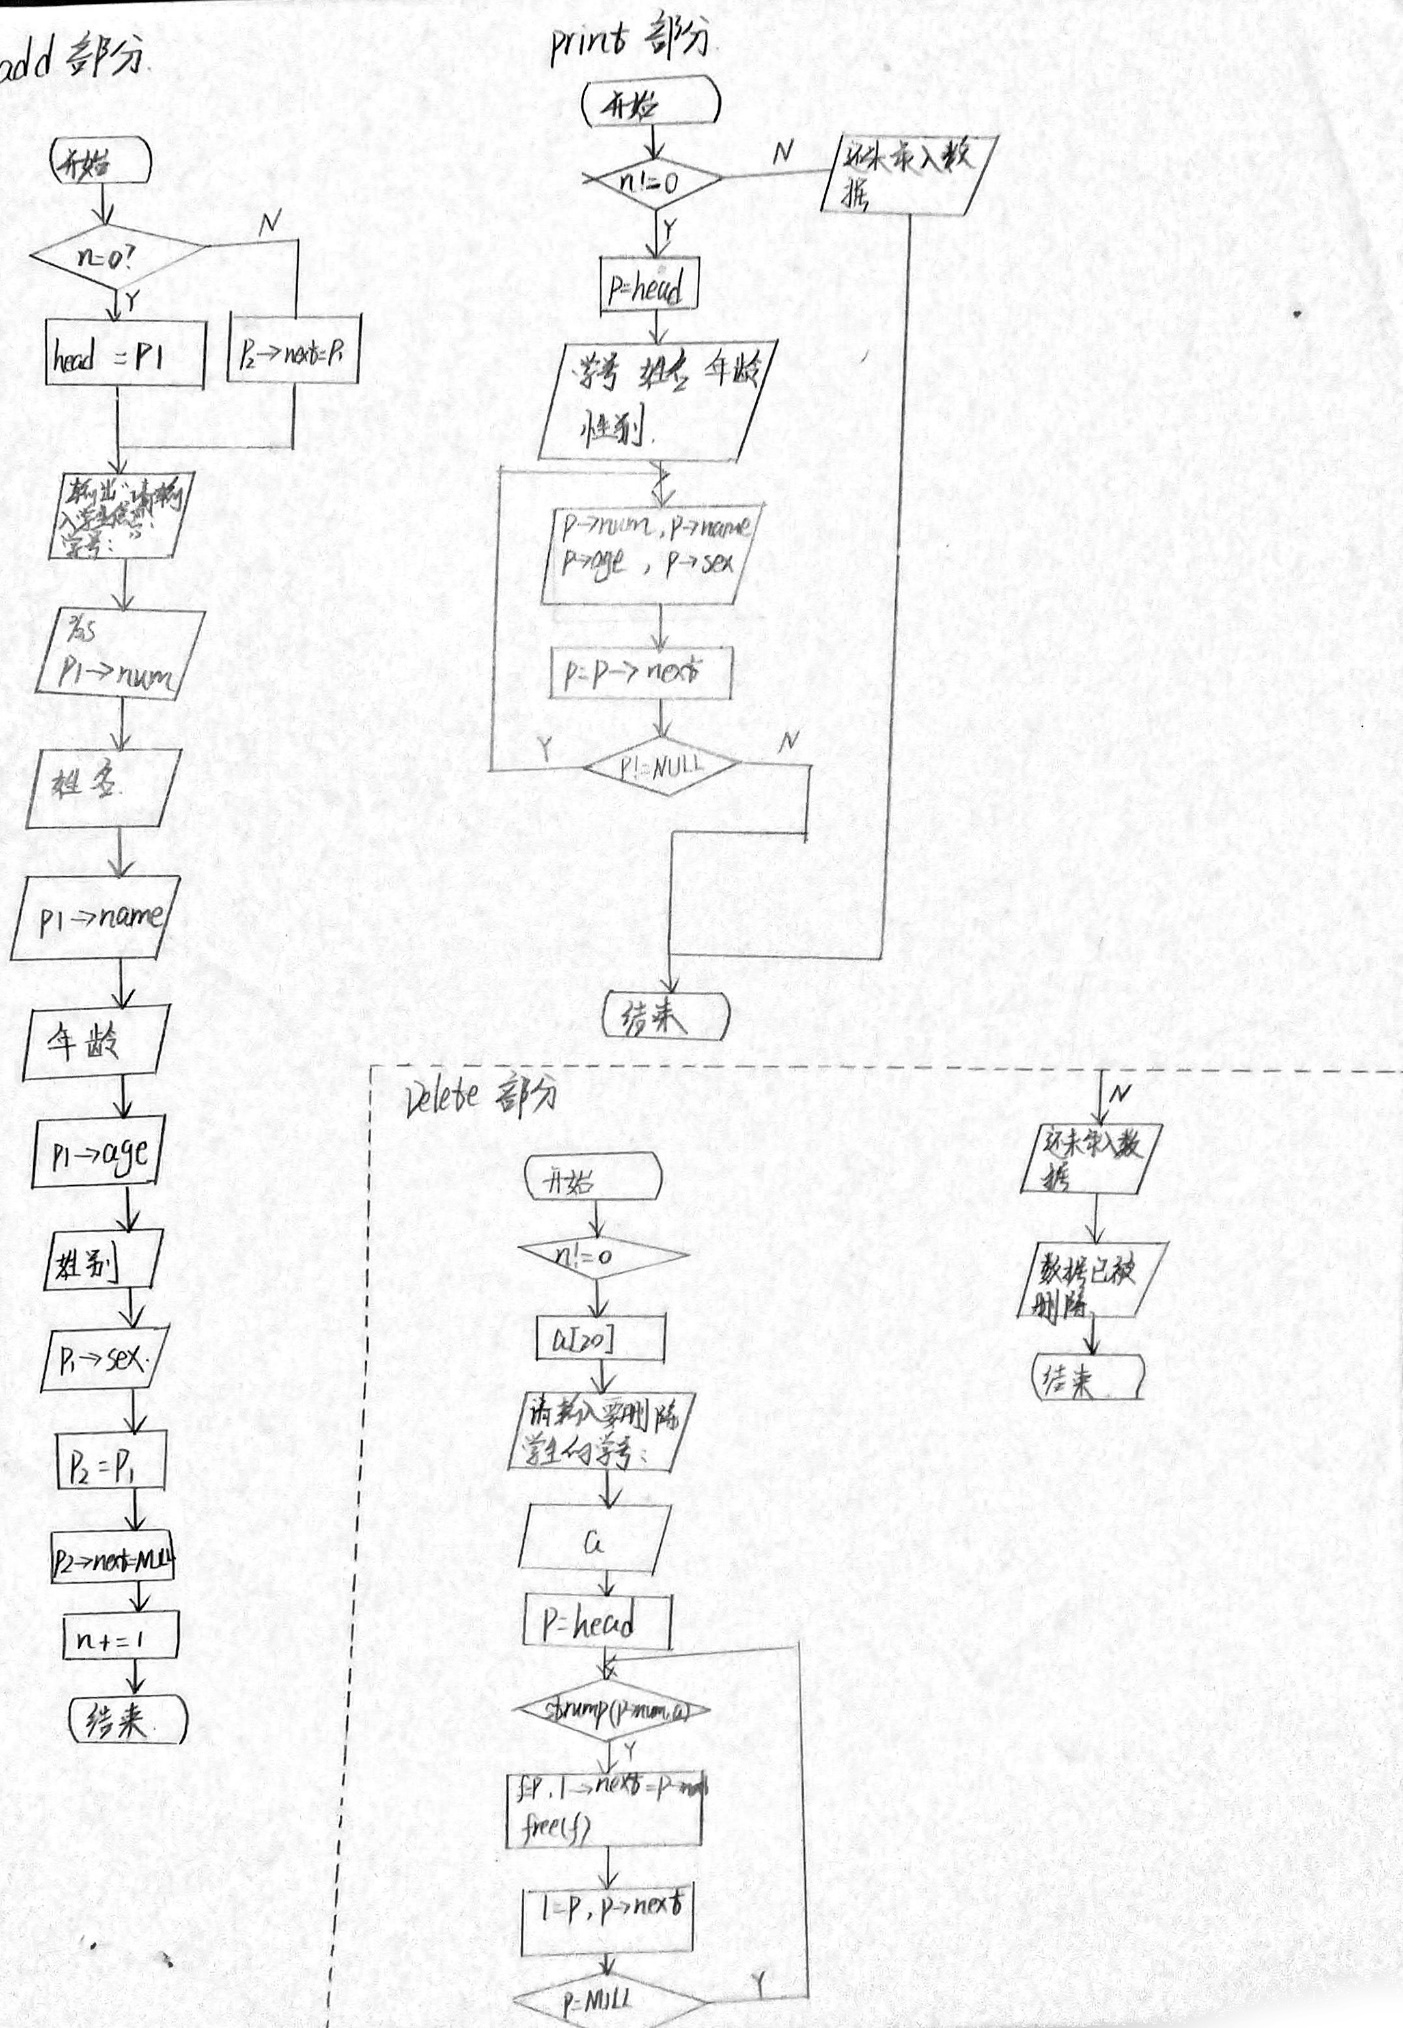 add 部分.
开始
n=0?
N
Y
head = P1
P2→next=P1
输出“请输
入学生信息:
学号:”
%s
P1→num
姓名.
P1→name
年龄
P1→age
姓别
P1→sex.
P2=P1
P2→next=NULL
n+=1
结束.
print 部分.
开始
n!=0
N
还未录入数
据
Y
P=head
学号 姓名 年龄
性别.
P→num, P→name
P→age, P→sex
P=P→next
Y
P!=NULL
N
结束
Delete 部分
开始
n!=0
a[20]
请输入要删除
学生的学号:
a
P=head
Y
f=P, l→next=P→
free(f)
l=P, P→next
P=NULL
Y
N
还未录入数
据
数据已被
删除
结束